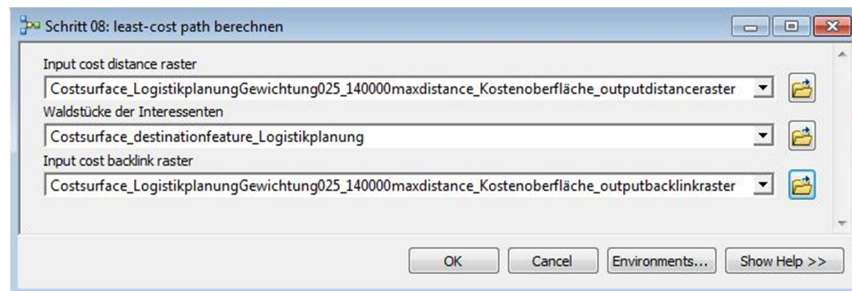 Schritt 08: least-cost path berechnen
Input cost distance raster
Costsurface_LogistikplanungGewichtung025_140000maxdistance_Kostenoberfläche_outputdistanceraster
Waldstücke der Interessenten
Costsurface_destinationfeature_Logistikplanung
Input cost backlink raster
Costsurface_LogistikplanungGewichtung025_140000maxdistance_Kostenoberfläche_outputbacklinkraster
OK Cancel Environments... Show Help >>